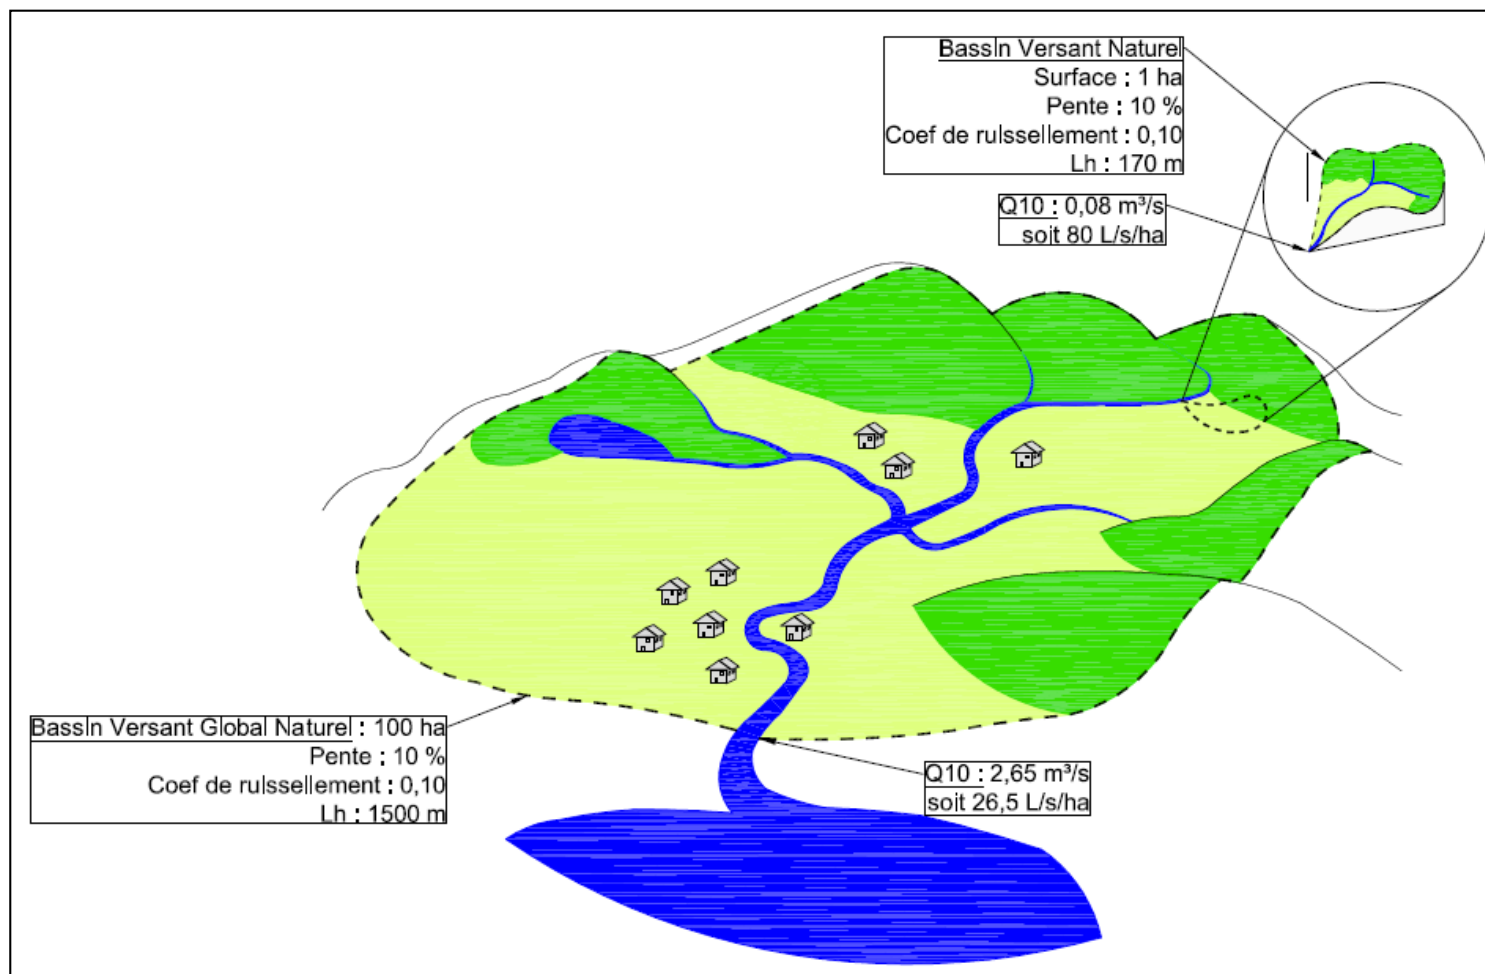 Bassin Versant Naturel
Surface : 1 ha
Pente : 10 %
Coef de ruissellement : 0,10
Lh : 170 m
Q10 : 0,08 m³/s
soit 80 L/s/ha
Bassin Versant Global Naturel : 100 ha
Pente : 10 %
Coef de ruissellement : 0,10
Lh : 1500 m
Q10 : 2,65 m³/s
soit 26,5 L/s/ha